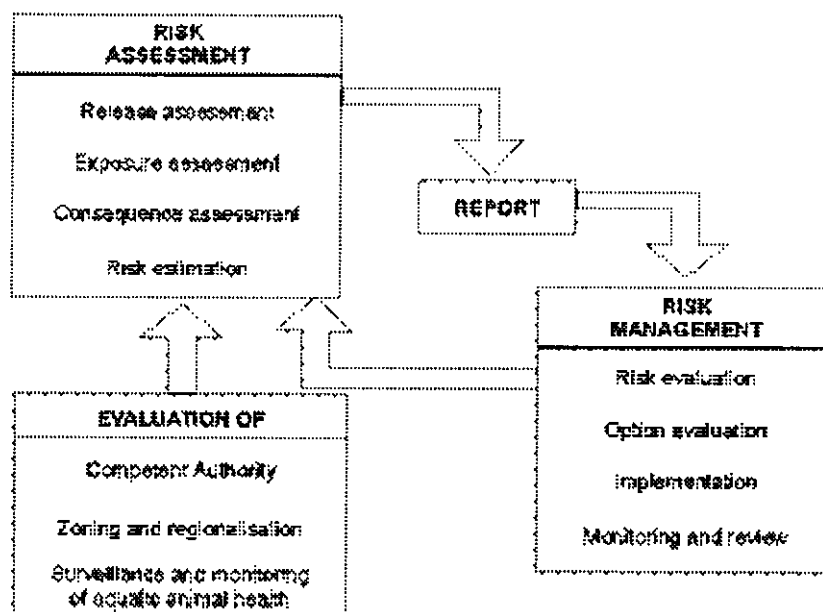 RISK
ASSESSMENT
Release assessment
Exposure assessment
Consequence assessment
Risk estimation
REPORT
RISK
MANAGEMENT
Risk evaluation
Option evaluation
Implementation
Monitoring and review
EVALUATION OF
Competent Authority
Zoning and regionalisation
Surveillance and monitoring
of aquatic animal health